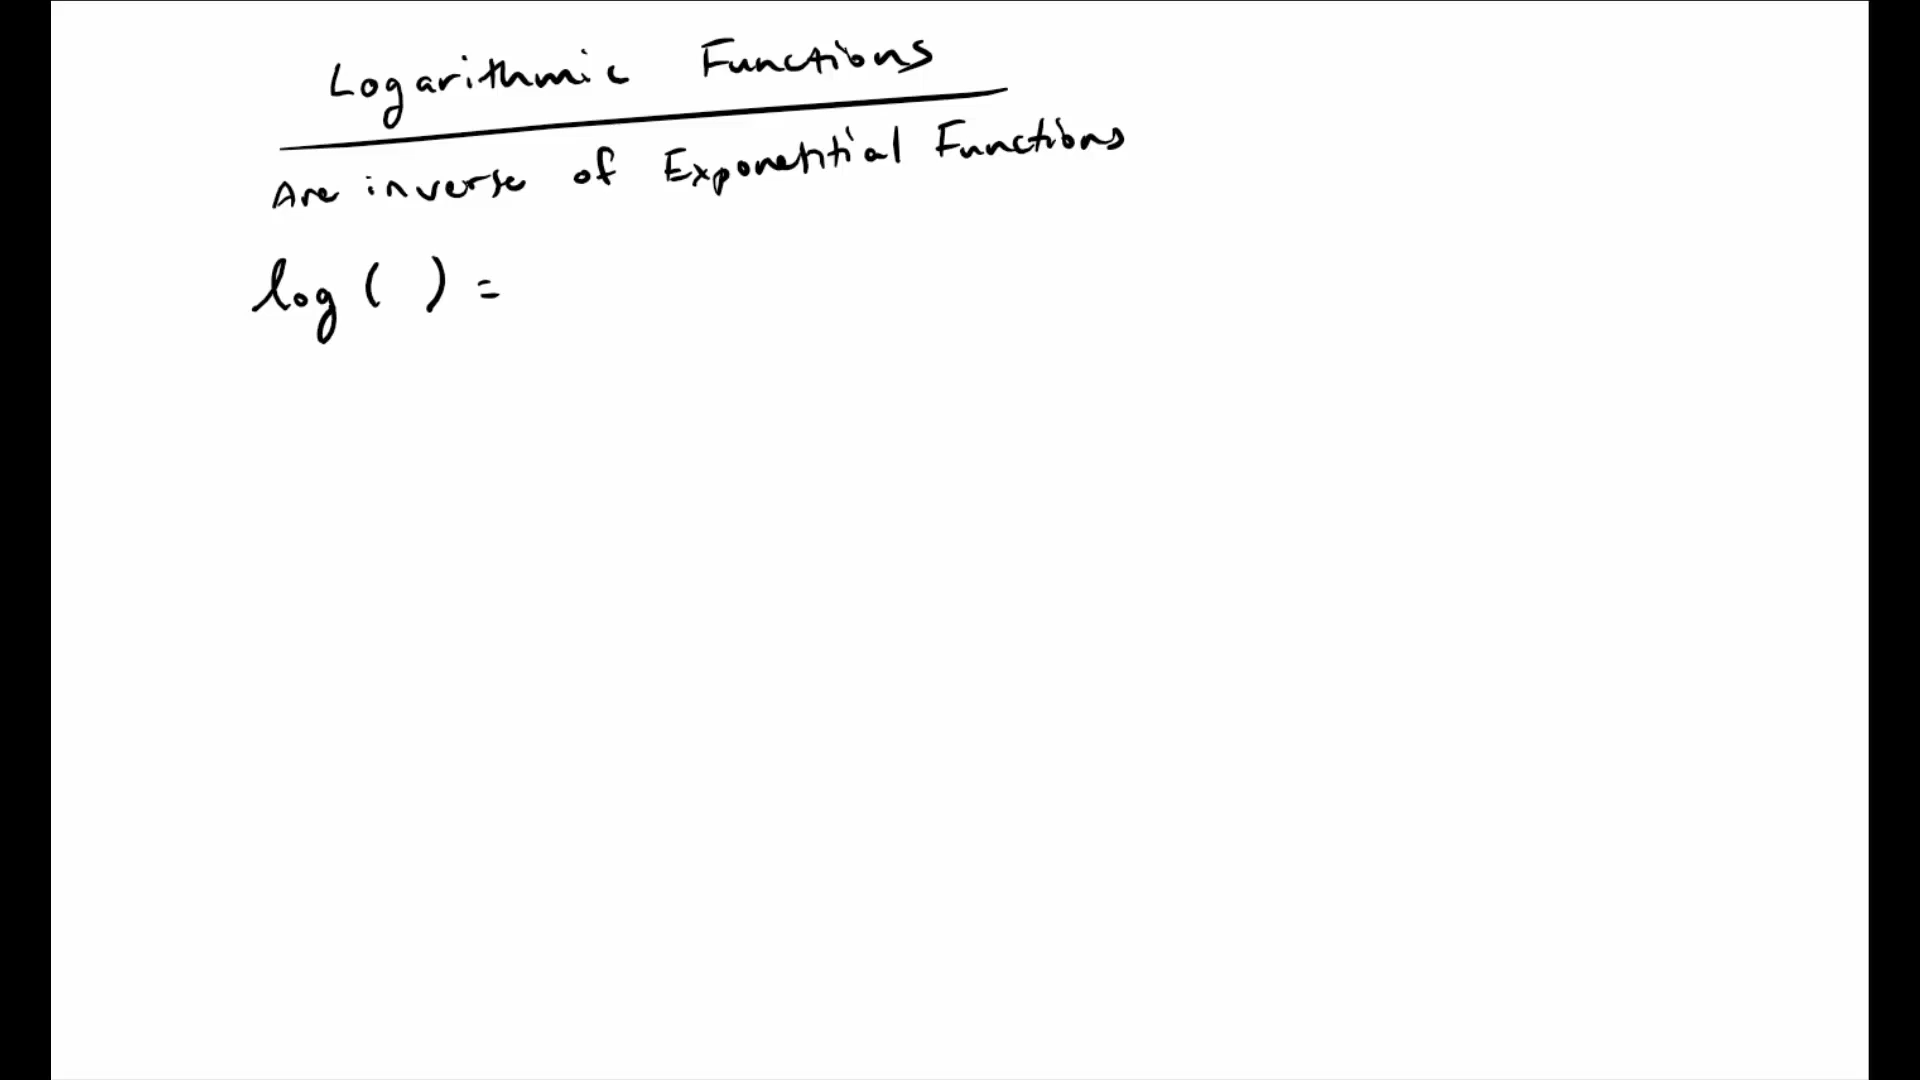 Logarithmic Functions
Are inverse of Exponential Functions
log ( ) =